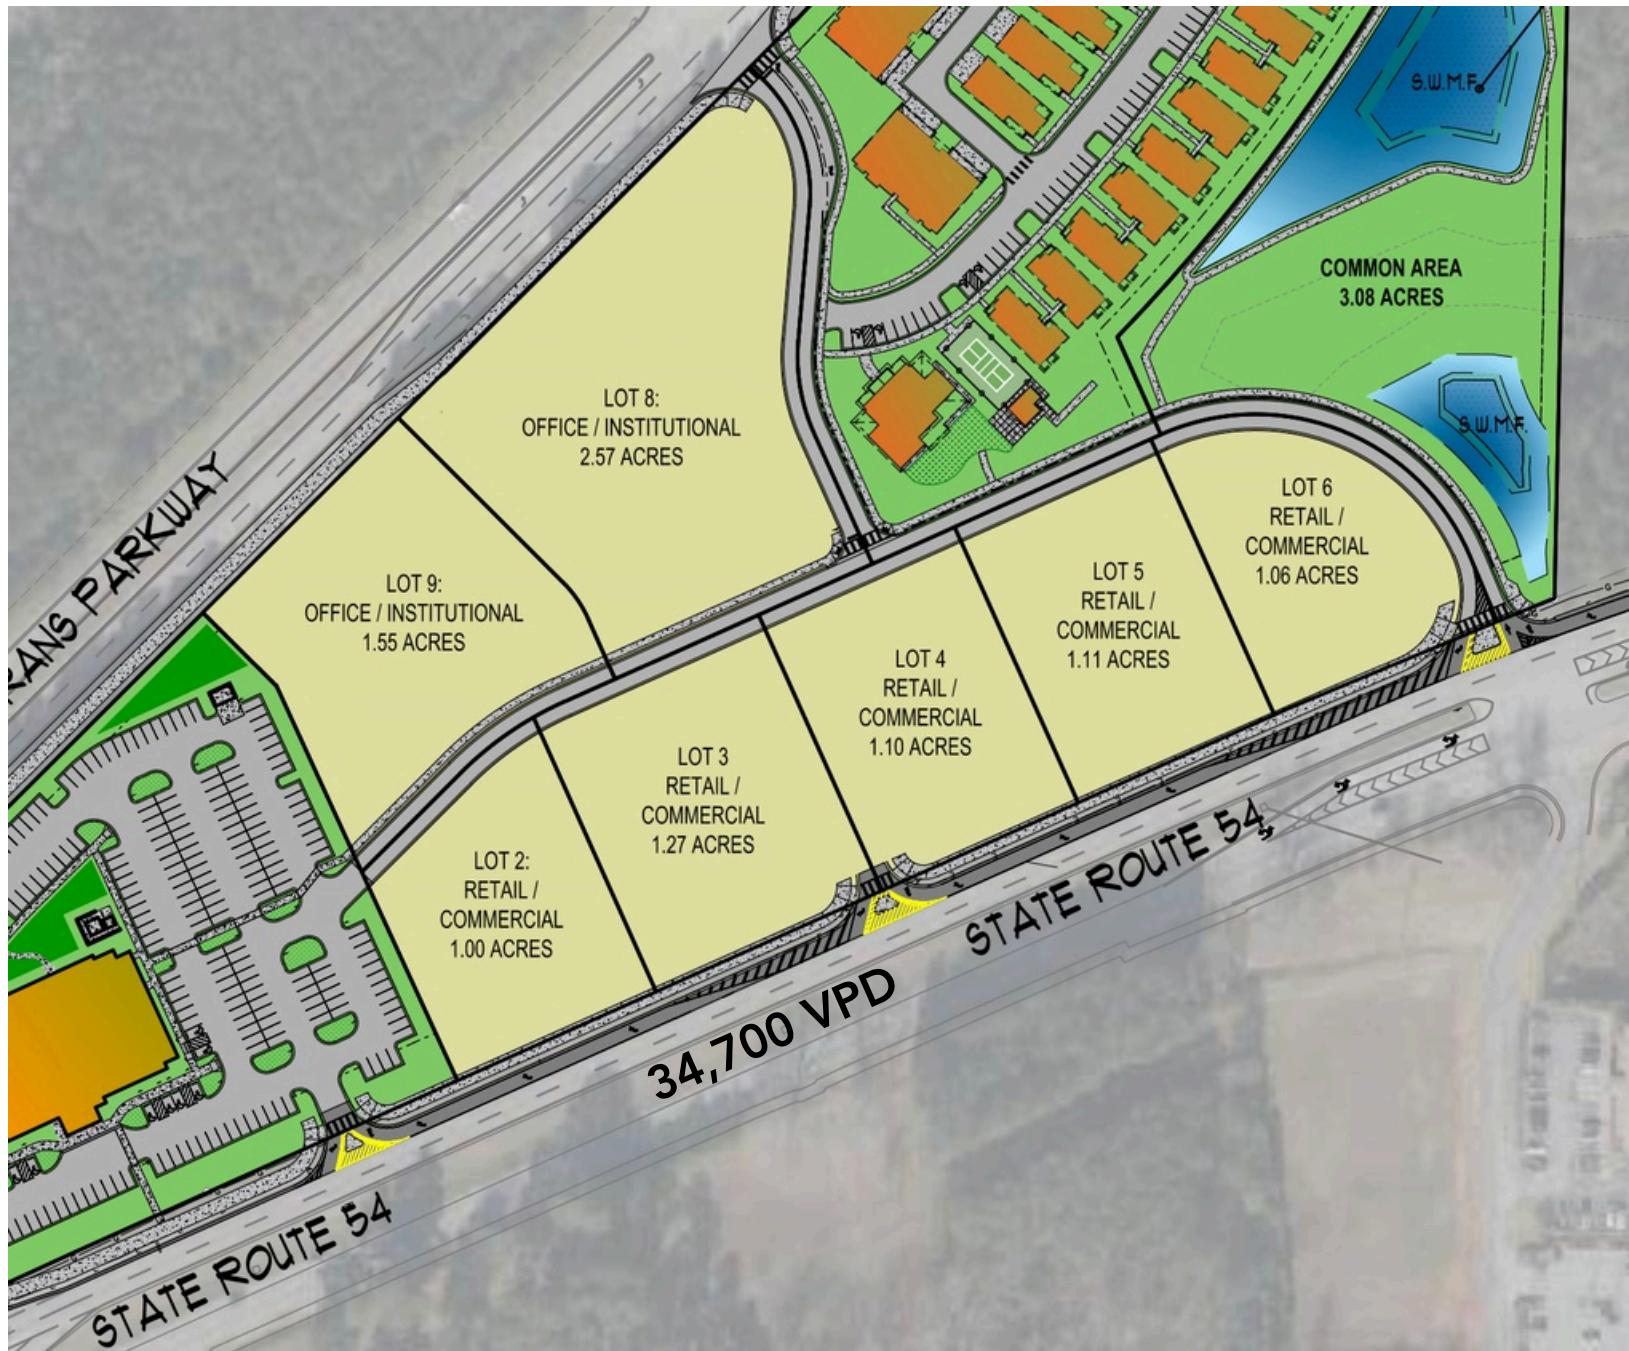 S.W.M.F.
COMMON AREA
3.08 ACRES
S.W.M.F.
LOT 8:
OFFICE / INSTITUTIONAL
2.57 ACRES
LOT 9:
OFFICE / INSTITUTIONAL
1.55 ACRES
LOT 6
RETAIL /
COMMERCIAL
1.06 ACRES
LOT 5
RETAIL /
COMMERCIAL
1.11 ACRES
LOT 4
RETAIL /
COMMERCIAL
1.10 ACRES
LOT 3
RETAIL /
COMMERCIAL
1.27 ACRES
LOT 2:
RETAIL /
COMMERCIAL
1.00 ACRES
RANS PARKWAY
STATE ROUTE 54
34,700 VPD
STATE ROUTE 54